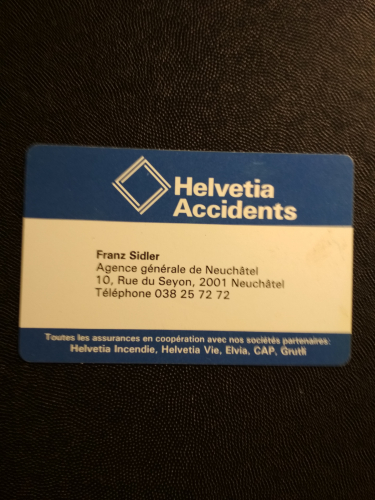 Helvetia
Accidents
Franz Sidler
Agence générale de Neuchâtel
10, Rue du Seyon, 2001 Neuchâtel
Téléphone 038 25 72 72
Toutes les assurances en coopération avec nos sociétés partenaires:
Helvetia Incendie, Helvetia Vie, Elvia, CAP, Grutli